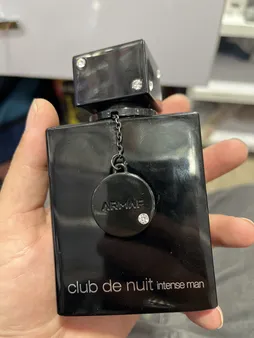 ARMAF
club de nuit intense man